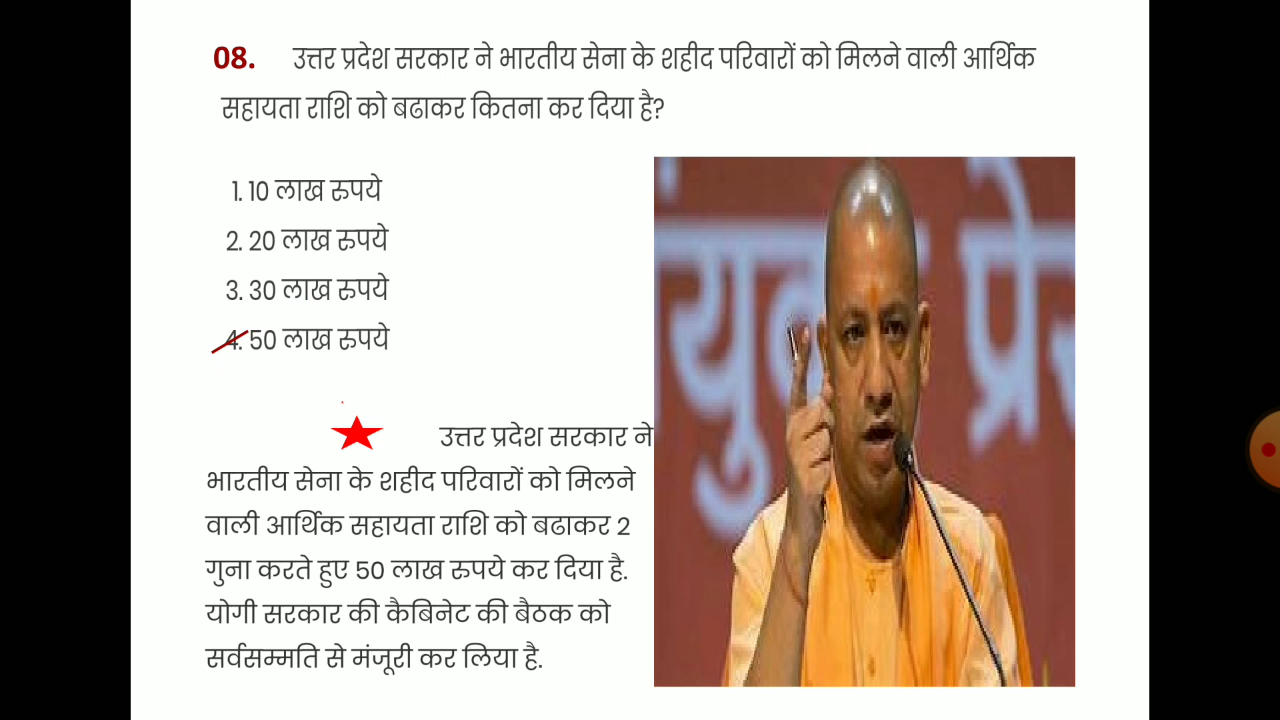 08. उत्तर प्रदेश सरकार ने भारतीय सेना के शहीद परिवारों को मिलने वाली आर्थिक
सहायता राशि को बढाकर कितना कर दिया है?
1. 10 लाख रुपये
2. 20 लाख रुपये
3. 30 लाख रुपये
4. 50 लाख रुपये
उत्तर प्रदेश सरकार ने
भारतीय सेना के शहीद परिवारों को मिलने
वाली आर्थिक सहायता राशि को बढाकर 2
गुना करते हुए 50 लाख रुपये कर दिया है.
योगी सरकार की कैबिनेट की बैठक को
सर्वसम्मति से मंजूरी कर लिया है.